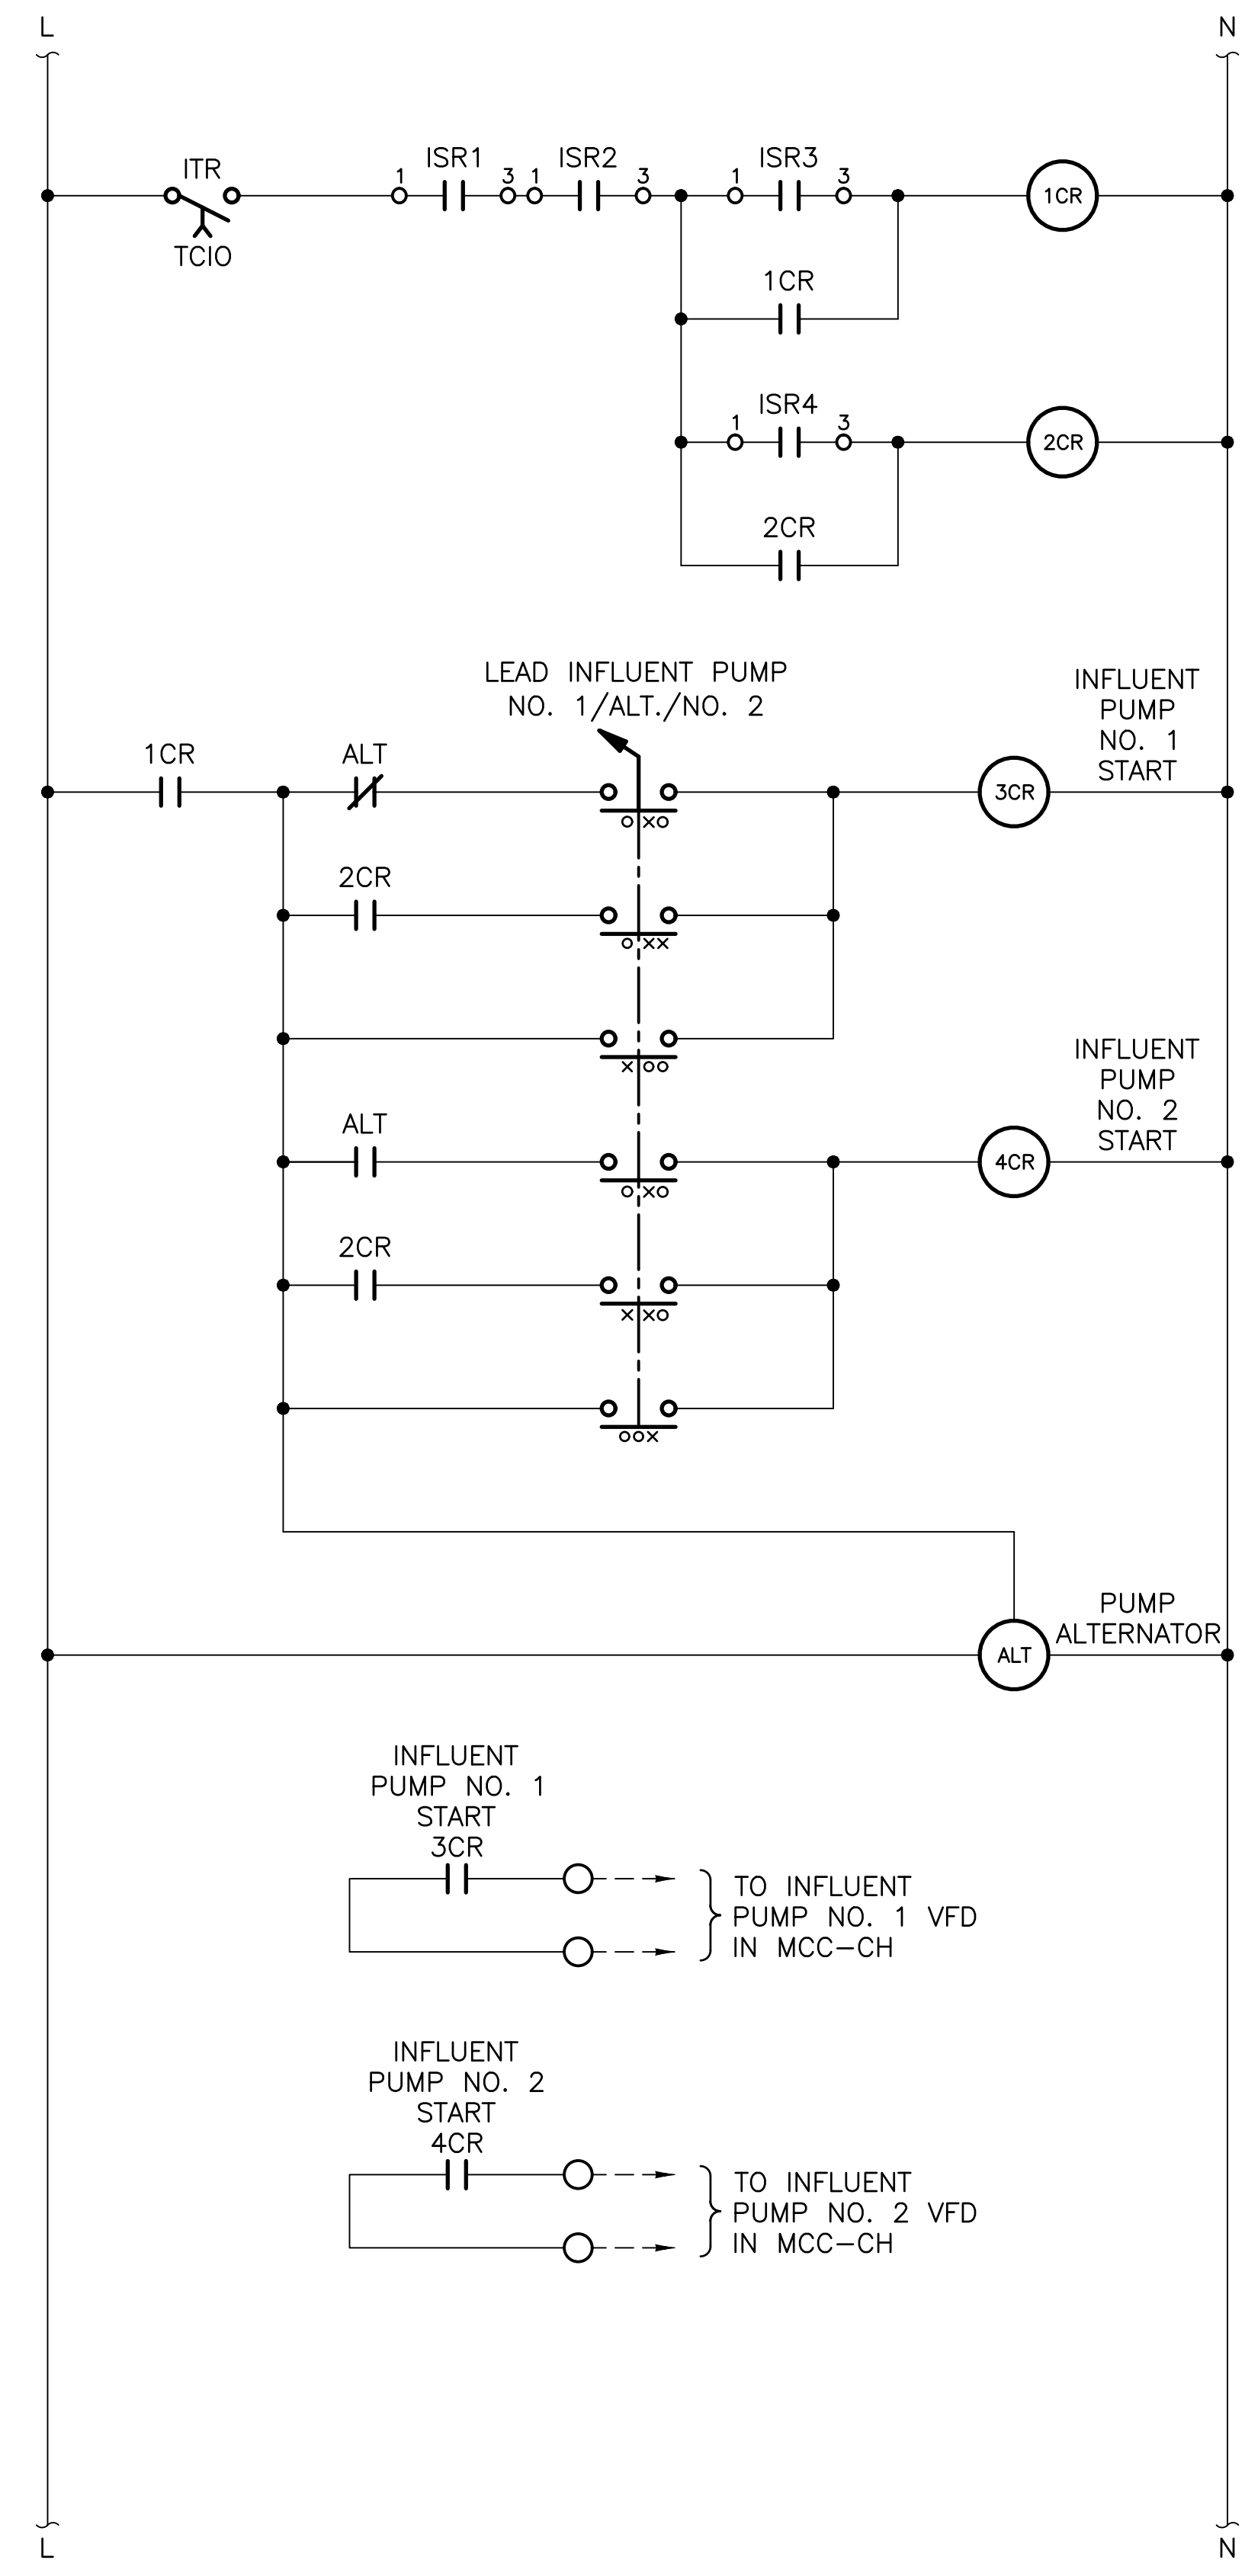 L N
ITR
TCIO
1 ISR1 3 1 ISR2 3 1 ISR3 3
1CR
1CR
1 ISR4 3
2CR
2CR
LEAD INFLUENT PUMP
NO. 1/ALT./NO. 2
INFLUENT
PUMP
NO. 1
START
1CR ALT
3CR
OXO
2CR
OXX
XOO
INFLUENT
PUMP
NO. 2
START
ALT
4CR
OXO
2CR
XXO
OOX
PUMP
ALTERNATOR
ALT
INFLUENT
PUMP NO. 1
START
3CR
TO INFLUENT
PUMP NO. 1 VFD
IN MCC-CH
INFLUENT
PUMP NO. 2
START
4CR
TO INFLUENT
PUMP NO. 2 VFD
IN MCC-CH
L N